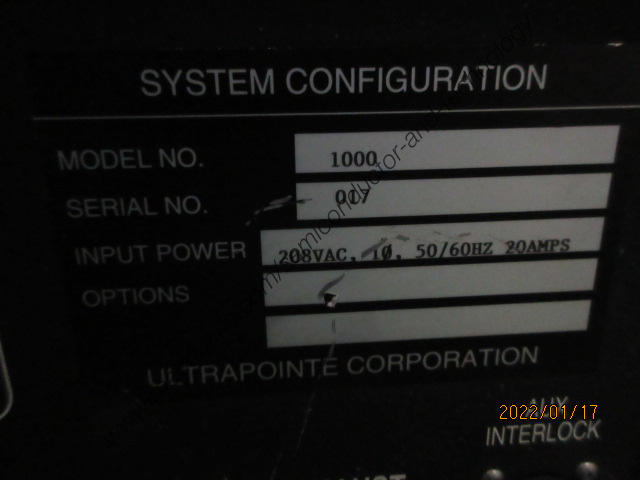 SYSTEM CONFIGURATION
MODEL NO. 1000
SERIAL NO. 017
INPUT POWER 208VAC, 1Ø, 50/60HZ 20AMPS
OPTIONS
ULTRAPOINTE CORPORATION
2022/01/17
AUX
INTERLOCK